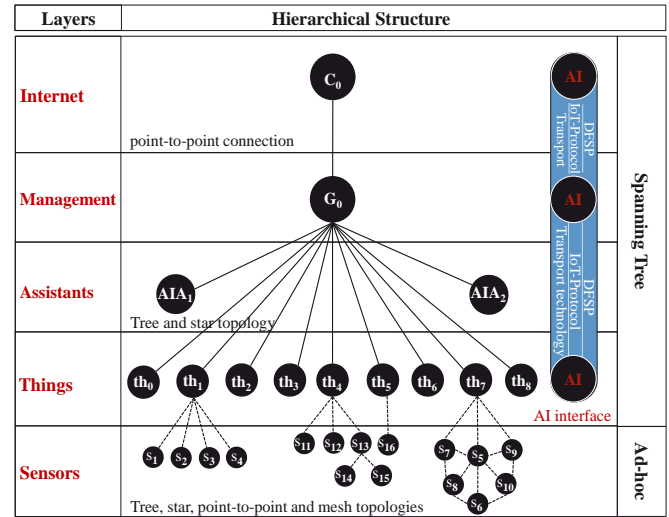 Layers Hierarchical Structure
Internet
C0
AI
DFSP
IoT-Protocol
Transport
point-to-point connection
Management
G0
AI
Spanning Tree
Assistants
AIA1 AIA2
DFSP
IoT-Protocol
Transport technology
Tree and star topology
Things
th0 th1 th2 th3 th4 th5 th6 th7 th8
AI
AI interface
Sensors
S1 S2 S3 S4 S11 S12 S13 S16 S7 S5 S9
S14 S15 S8 S10
S6
Ad-hoc
Tree, star, point-to-point and mesh topologies